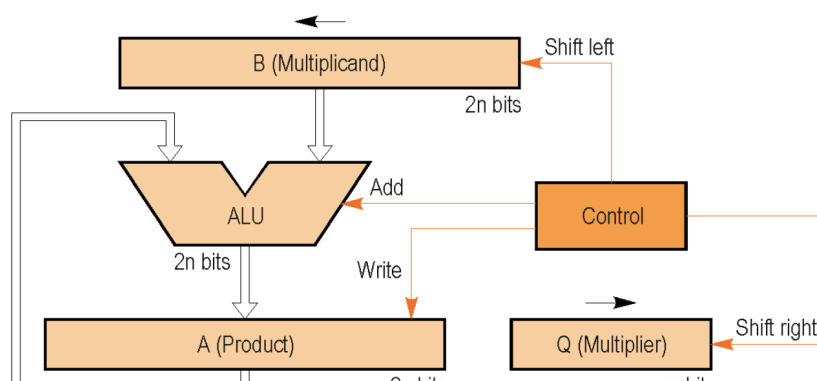 B (Multiplicand)
Shift left
2n bits
ALU
Add
Control
2n bits
Write
A (Product)
Q (Multiplier)
Shift right